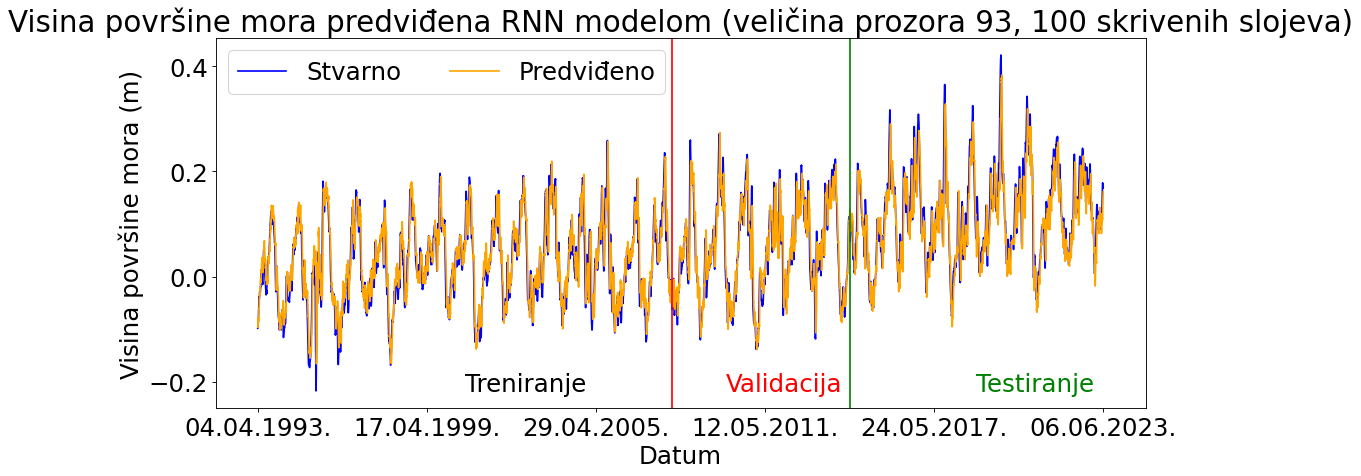 Visina površine mora predviđena RNN modelom (veličina prozora 93, 100 skrivenih slojeva)
Stvarno Predviđeno
Visina površine mora (m)
0.4
0.2
0.0
−0.2
Treniranje Validacija Testiranje
04.04.1993. 17.04.1999. 29.04.2005. 12.05.2011. 24.05.2017. 06.06.2023.
Datum